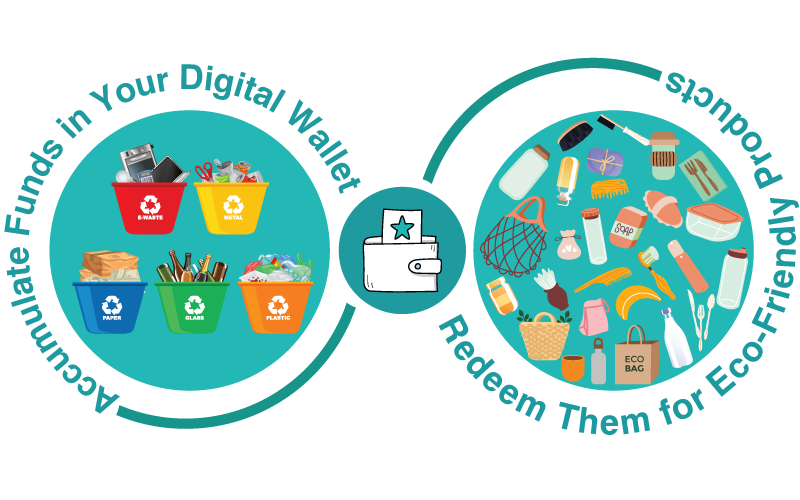 Accumulate Funds in Your Digital Wallet
E-WASTE
METAL
PAPER
GLASS
PLASTIC
Redeem Them for Eco-Friendly Products
SOAP
ECO
BAG